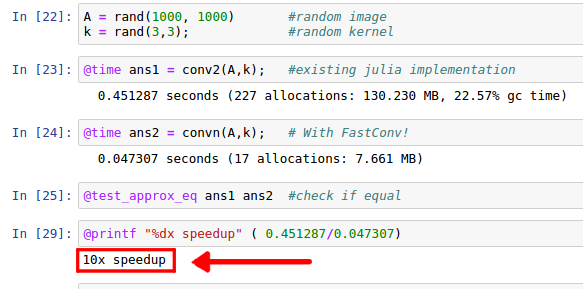 In [22]: A = rand(1000, 1000)       #random image
k = rand(3,3);             #random kernel
In [23]: @time ans1 = conv2(A,k);   #existing julia implementation
0.451287 seconds (227 allocations: 130.230 MB, 22.57% gc time)
In [24]: @time ans2 = convn(A,k);   # With FastConv!
0.047307 seconds (17 allocations: 7.661 MB)
In [25]: @test_approx_eq ans1 ans2  #check if equal
In [29]: @printf "%dx speedup" ( 0.451287/0.047307)
10x speedup